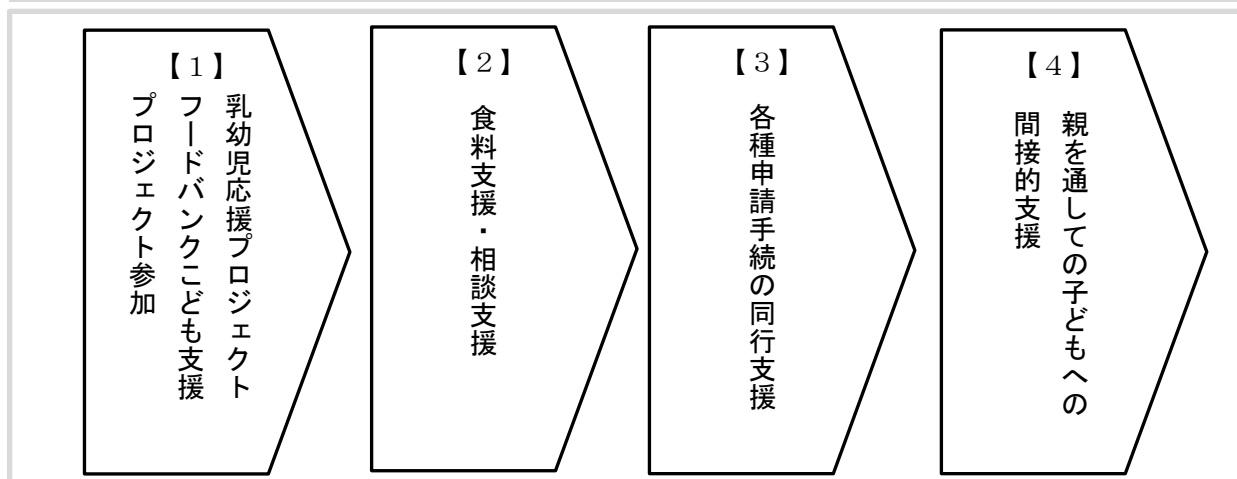 【１】
乳幼児応援プロジェクト
フードバンクこども支援
プロジェクト参加
【２】
食料支援・相談支援
【３】
各種申請手続の同行支援
【４】
親を通しての子どもへの
間接的支援